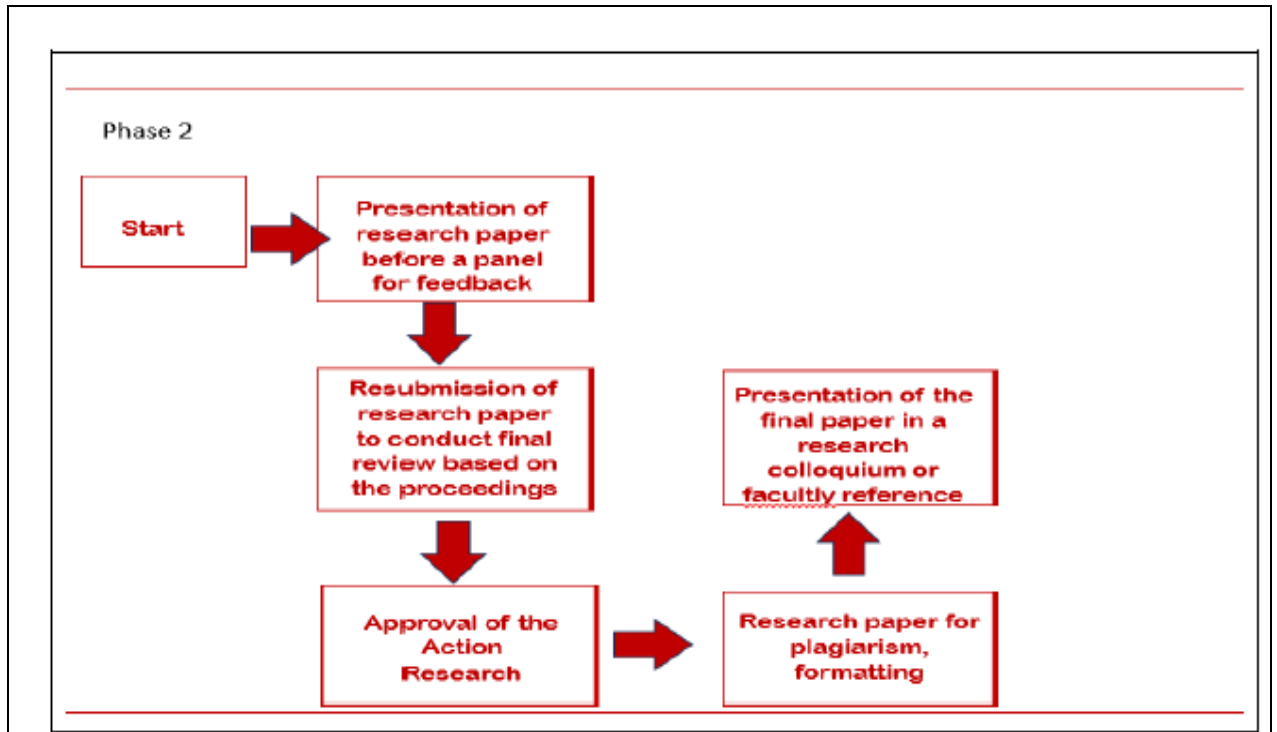 Phase 2
Start
Presentation of
research paper
before a panel
for feedback
Resubmission of
research paper
to conduct final
review based on
the proceedings
Approval of the
Action
Research
Research paper for
plagiarism,
formatting
Presentation of the
final paper in a
research
colloquium or
facultly reference